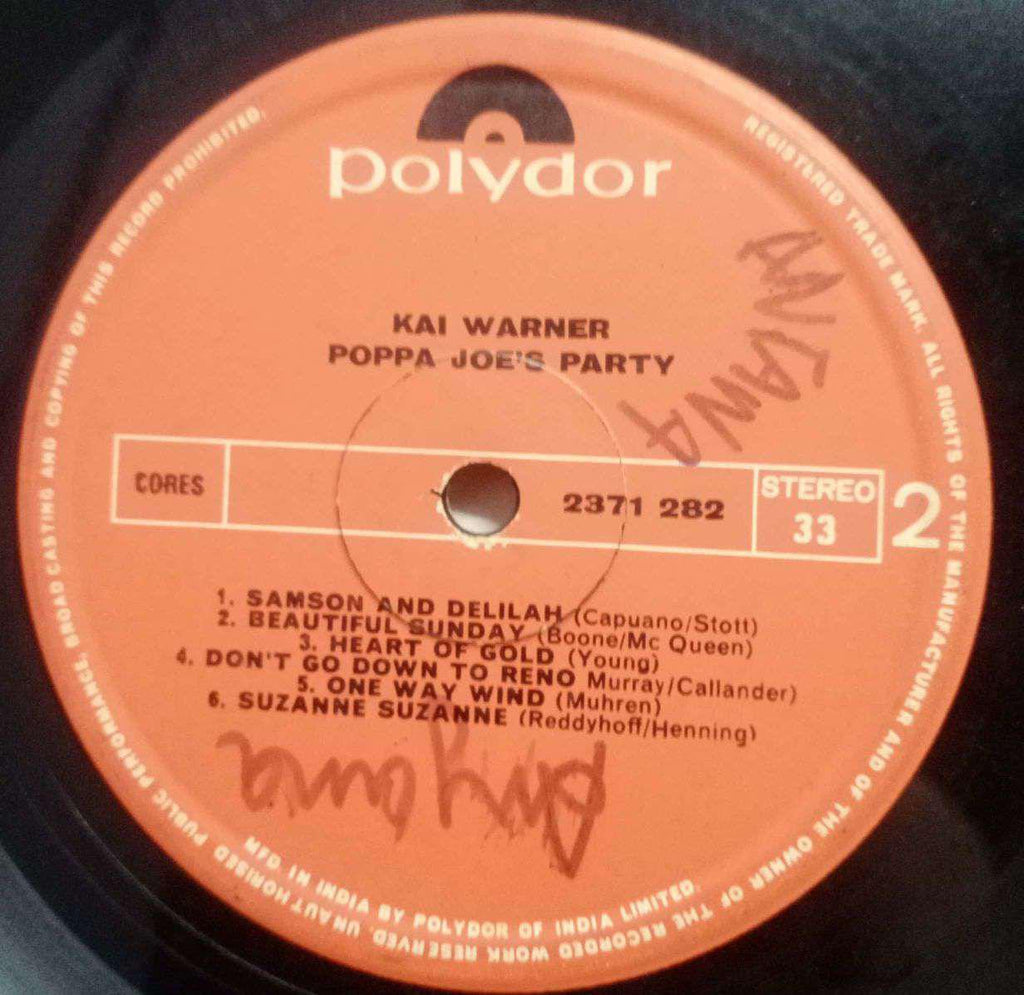 polydor
KAI WARNER
POPPA JOE'S PARTY
CORES
2371 282
STEREO
33
2
1. SAMSON AND DELILAH (Capuano/Stott)
2. BEAUTIFUL SUNDAY (Boone/Mc Queen)
3. HEART OF GOLD (Young)
4. DON'T GO DOWN TO RENO Murray/Callander)
5. ONE WAY WIND (Muhren)
6. SUZANNE SUZANNE (Reddyhoff/Henning)
MFD. IN INDIA BY POLYDOR OF INDIA LIMITED.
REGISTERED TRADE MARK. ALL RIGHTS OF THE MANUFACTURER AND OF THE OWNER OF THE RECORDED WORK RESERVED. UNAUTHORISED PUBLIC PERFORMANCE, BROADCASTING AND COPYING OF THIS RECORD PROHIBITED.